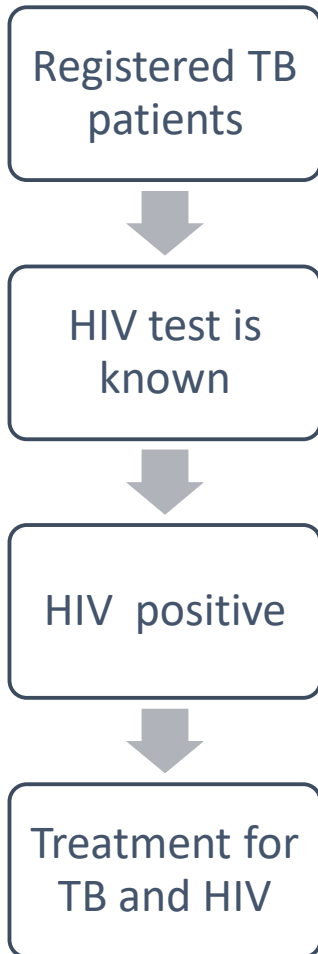 Registered TB
patients
HIV test is
known
HIV positive
Treatment for
TB and HIV